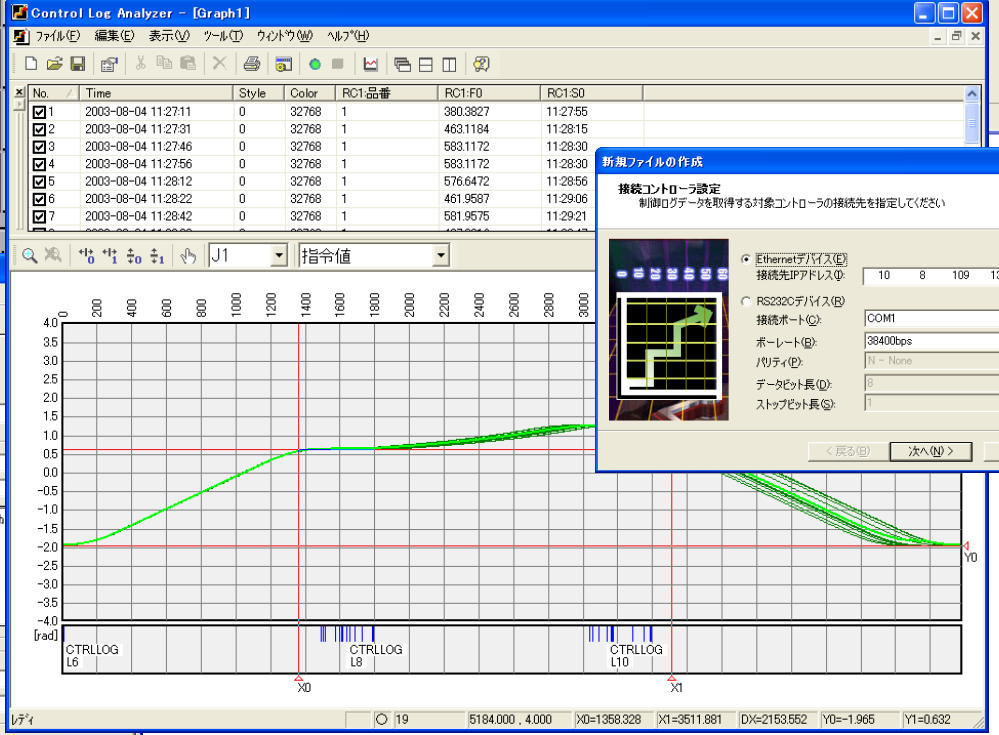 Control Log Analyzer - [Graph1]
ファイル(F) 編集(E) 表示(V) ツール(T) ウィンドウ(W) ヘルプ(H)
No. Time Style Color RC1:品番 RC1:F0 RC1:S0
1 2003-08-04 11:27:11 0 32768 1 380.3827 11:27:55
2 2003-08-04 11:27:31 0 32768 1 463.1184 11:28:15
3 2003-08-04 11:27:46 0 32768 1 583.1172 11:28:30
4 2003-08-04 11:27:56 0 32768 1 583.1172 11:28:30
5 2003-08-04 11:28:12 0 32768 1 576.6472 11:28:56
6 2003-08-04 11:28:22 0 32768 1 461.9587 11:29:06
7 2003-08-04 11:28:42 0 32768 1 581.9575 11:29:21
J1 指令値
新規ファイルの作成
接続コントローラ設定
制御ログデータを取得する対象コントローラの接続先を指定してください
0 10 20 30 40 50 60
Ethernetデバイス(E)
接続先IPアドレス(I): 10 8 109
RS232Cデバイス(R)
接続ポート(C): COM1
ボーレート(B): 38400bps
パリティ(P): N - None
データビット長(D): 8
ストップビット長(S): 1
< 戻る(B) 次へ(N) >
0 200 400 600 800 1000 1200 1400 1600 1800 2000 2200 2400 2600 2800 3000
4.0
3.5
3.0
2.5
2.0
1.5
1.0
0.5
0.0
-0.5
-1.0
-1.5
-2.0
-2.5
-3.0
-3.5
-4.0
Y0
[rad]
CTRLLOG CTRLLOG CTRLLOG
L6 L8 L10
X0 X1
レディ 19 5184.000 , 4.000 X0=1358.328 X1=3511.881 DX=2153.552 Y0=-1.965 Y1=0.632